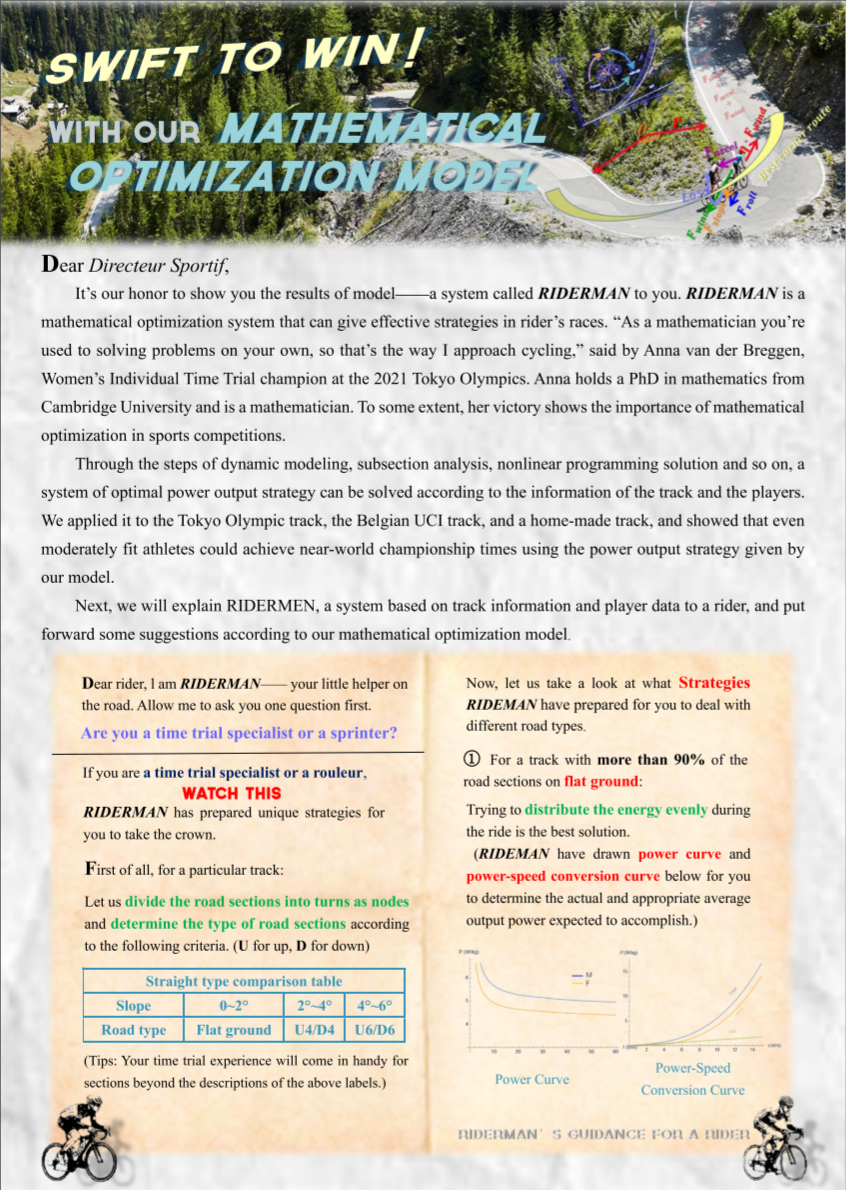 SWIFT TO WIN!
WITH OUR MATHEMATICAL
OPTIMIZATION MODEL
Best corner route
Dear Directeur Sportif,
It’s our honor to show you the results of model——a system called RIDERMAN to you. RIDERMAN is a
mathematical optimization system that can give effective strategies in rider’s races. “As a mathematician you’re
used to solving problems on your own, so that’s the way I approach cycling,” said by Anna van der Breggen,
Women’s Individual Time Trial champion at the 2021 Tokyo Olympics. Anna holds a PhD in mathematics from
Cambridge University and is a mathematician. To some extent, her victory shows the importance of mathematical
optimization in sports competitions.
Through the steps of dynamic modeling, subsection analysis, nonlinear programming solution and so on, a
system of optimal power output strategy can be solved according to the information of the track and the players.
We applied it to the Tokyo Olympic track, the Belgian UCI track, and a home-made track, and showed that even
moderately fit athletes could achieve near-world championship times using the power output strategy given by
our model.
Next, we will explain RIDERMEN, a system based on track information and player data to a rider, and put
forward some suggestions according to our mathematical optimization model.
Dear rider, l am RIDERMAN—— your little helper on
the road. Allow me to ask you one question first.
Are you a time trial specialist or a sprinter?
If you are a time trial specialist or a rouleur,
WATCH THIS
RIDERMAN has prepared unique strategies for
you to take the crown.
First of all, for a particular track:
Let us divide the road sections into turns as nodes
and determine the type of road sections according
to the following criteria. (U for up, D for down)
Straight type comparison table
Slope 0~2° 2°~4° 4°~6°
Road type Flat ground U4/D4 U6/D6
(Tips: Your time trial experience will come in handy for
sections beyond the descriptions of the above labels.)
Now, let us take a look at what Strategies
RIDEMAN have prepared for you to deal with
different road types.
① For a track with more than 90% of the
road sections on flat ground:
Trying to distribute the energy evenly during
the ride is the best solution.
(RIDEMAN have drawn power curve and
power-speed conversion curve below for you
to determine the actual and appropriate average
output power expected to accomplish.)
M
F
10 20 30 40 50 60
2 4 6 8 10 12 14
Power Curve
Power-Speed
Conversion Curve
RIDERMAN' S GUIDANCE FOR A RIDER